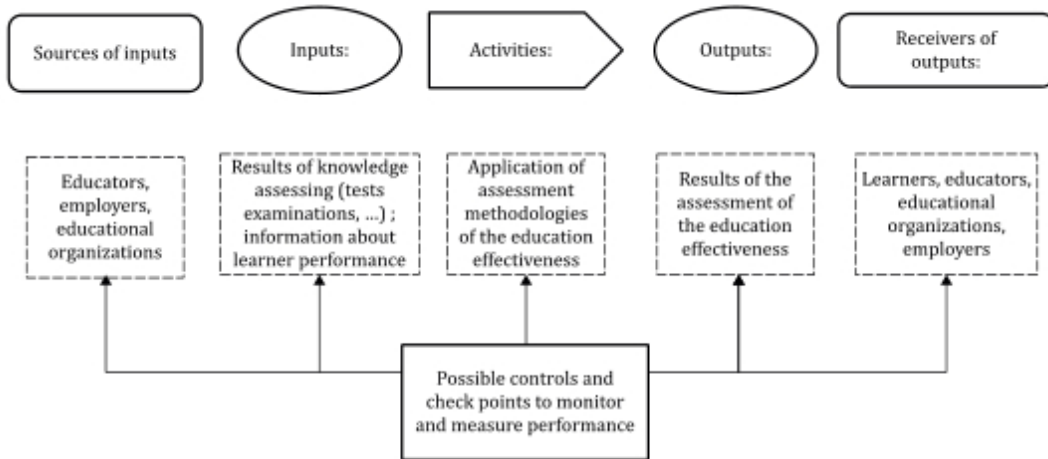 Sources of inputs
Inputs:
Activities:
Outputs:
Receivers of
outputs:
Educators,
employers,
educational
organizations
Results of knowledge
assessing (tests
examinations, ...) ;
information about
learner performance
Application of
assessment
methodologies
of the education
effectiveness
Results of the
assessment of
the education
effectiveness
Learners, educators,
educational
organizations,
employers
Possible controls and
check points to monitor
and measure performance